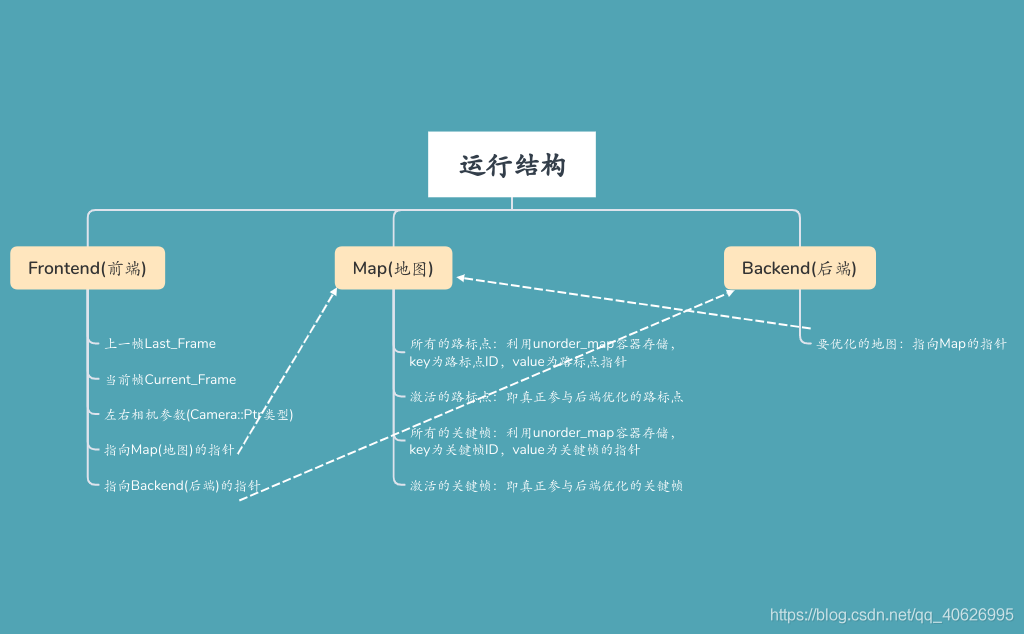 运行结构
Frontend(前端)
上一帧Last_Frame
当前帧Current_Frame
左右相机参数(Camera::Ptr类型)
指向Map(地图)的指针
指向Backend(后端)的指针
Map(地图)
所有的路标点：利用unorder_map容器存储，
key为路标点ID，value为路标点指针
激活的路标点：即真正参与后端优化的路标点
所有的关键帧：利用unorder_map容器存储，
key为关键帧ID，value为关键帧的指针
激活的关键帧：即真正参与后端优化的关键帧
Backend(后端)
要优化的地图：指向Map的指针
https://blog.csdn.net/qq_40626995